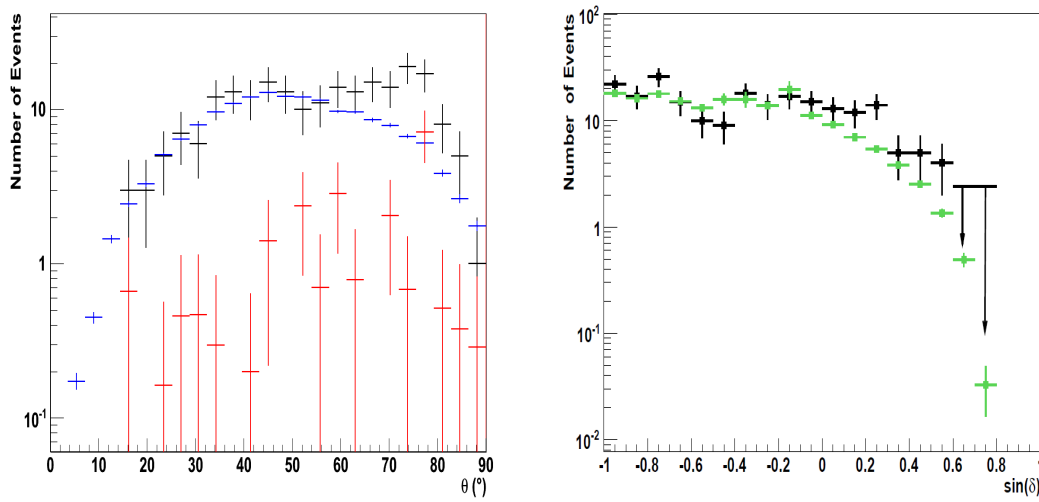 Number of Events
10
1
10⁻¹
0 10 20 30 40 50 60 70 80 90
θ (°)
Number of Events
10²
10
1
10⁻¹
10⁻²
-1 -0.8 -0.6 -0.4 -0.2 0 0.2 0.4 0.6 0.8 1
sin(δ)